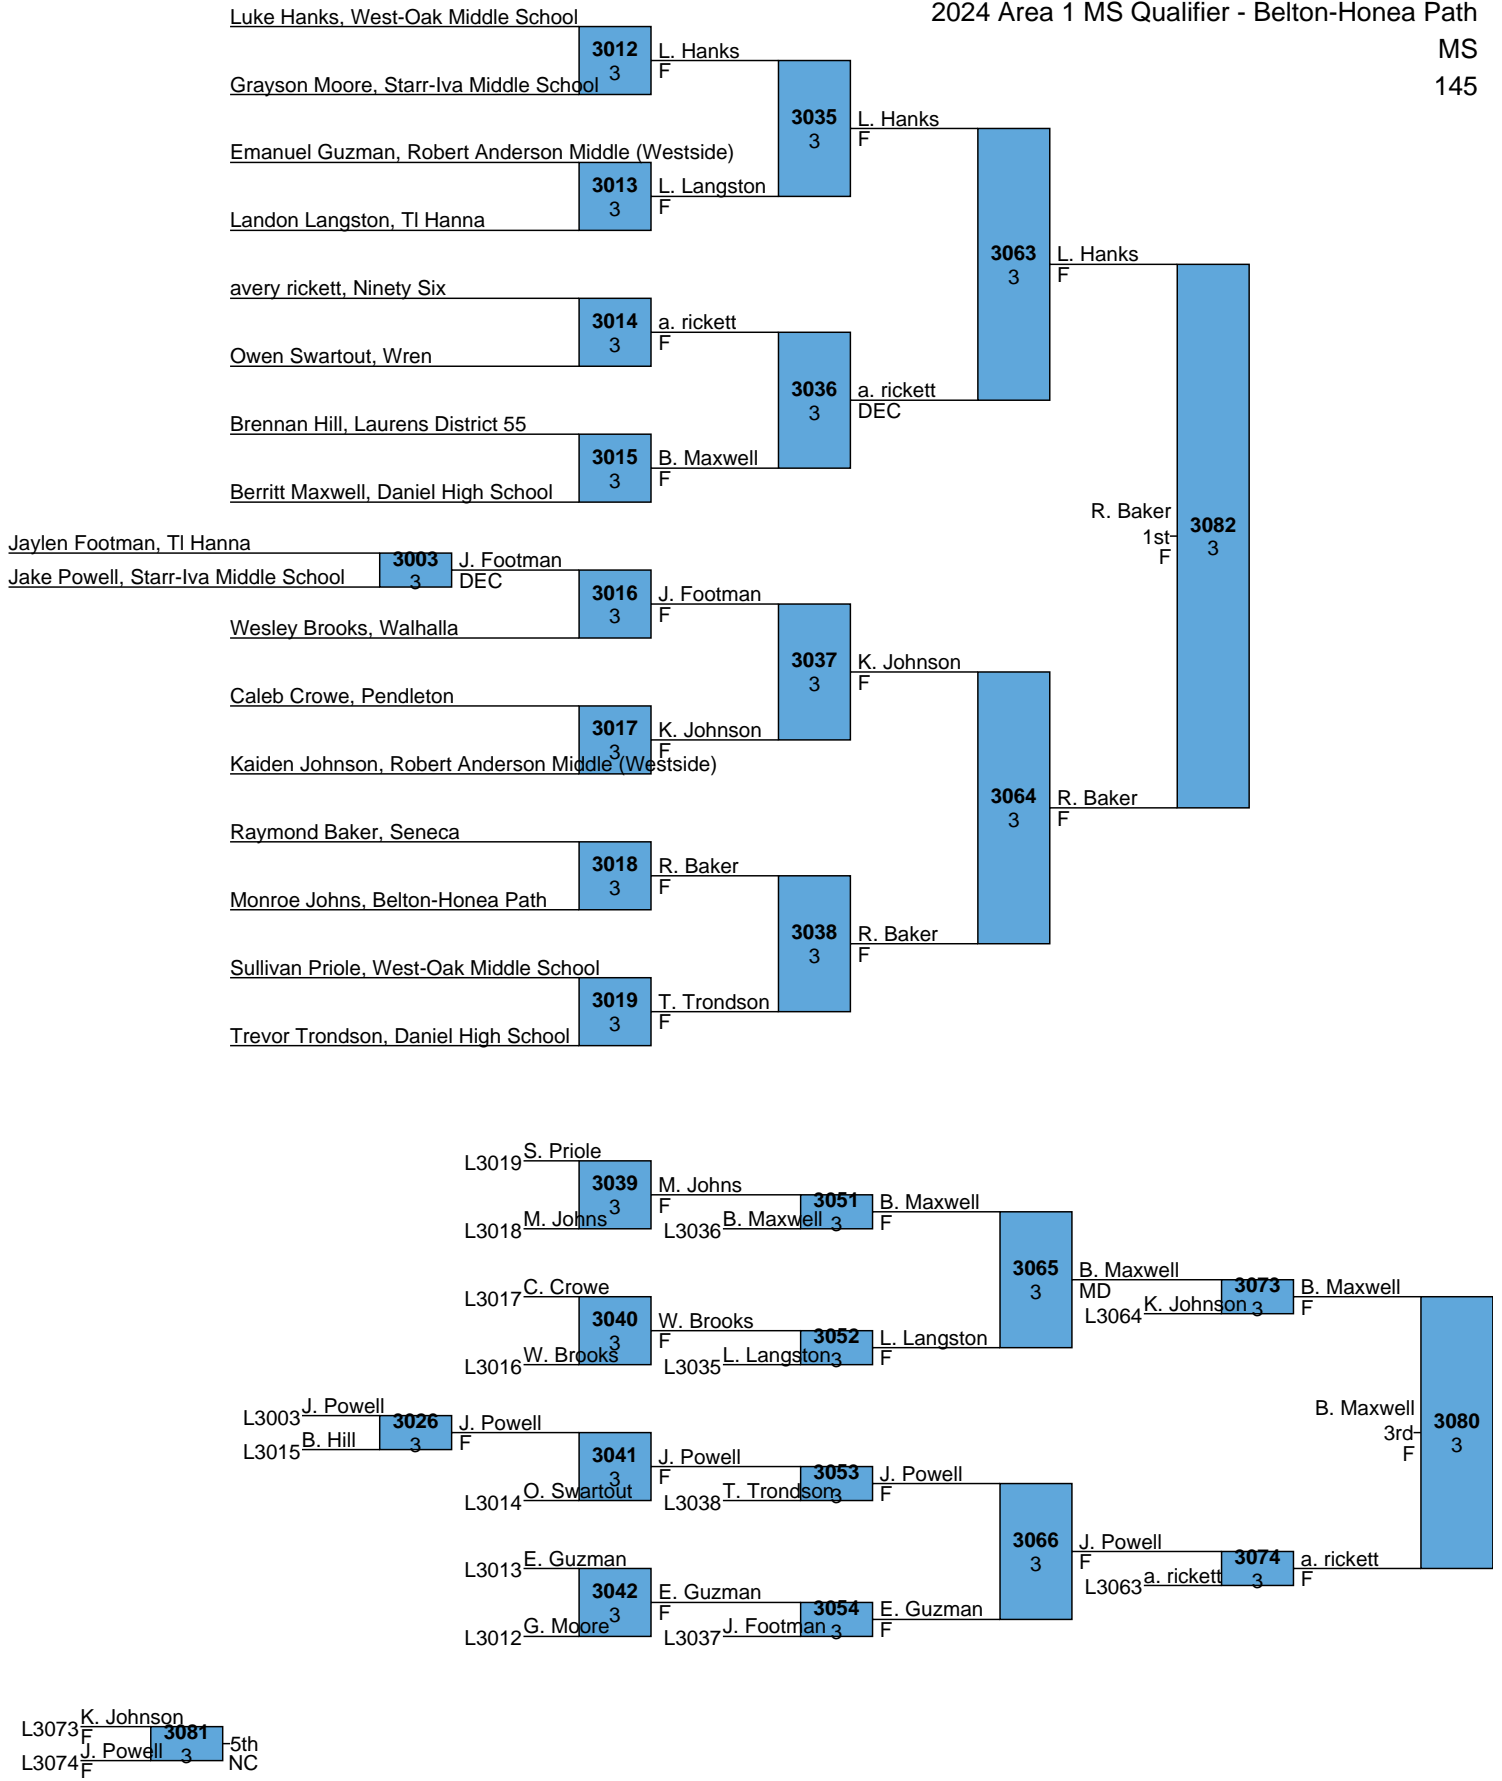 2024 Area 1 MS Qualifier - Belton-Honea Path
MS
145
Luke Hanks, West-Oak Middle School
3012
3
L. Hanks
F
Grayson Moore, Starr-Iva Middle School
3035
3
L. Hanks
F
Emanuel Guzman, Robert Anderson Middle (Westside)
3013
3
L. Langston
F
Landon Langston, Tl Hanna
3063
3
L. Hanks
F
avery rickett, Ninety Six
3014
3
a. rickett
F
Owen Swartout, Wren
3036
3
a. rickett
DEC
Brennan Hill, Laurens District 55
3015
3
B. Maxwell
F
Berritt Maxwell, Daniel High School
R. Baker
1st
F
3082
3
Jaylen Footman, Tl Hanna
3003
3
J. Footman
DEC
Jake Powell, Starr-Iva Middle School
3016
3
J. Footman
F
Wesley Brooks, Walhalla
3037
3
K. Johnson
F
Caleb Crowe, Pendleton
3017
3
K. Johnson
F
Kaiden Johnson, Robert Anderson Middle (Westside)
3064
3
R. Baker
F
Raymond Baker, Seneca
3018
3
R. Baker
F
Monroe Johns, Belton-Honea Path
3038
3
R. Baker
F
Sullivan Priole, West-Oak Middle School
3019
3
T. Trondson
F
Trevor Trondson, Daniel High School
L3019 S. Priole
3039
3
M. Johns
F
L3018 M. Johns
3051
3
B. Maxwell
F
L3036 B. Maxwell
3065
3
B. Maxwell
MD
L3017 C. Crowe
3040
3
W. Brooks
F
L3016 W. Brooks
3052
3
L. Langston
F
L3035 L. Langston
3073
3
B. Maxwell
F
L3064 K. Johnson
L3003 J. Powell
3026
3
J. Powell
F
L3015 B. Hill
3041
3
J. Powell
F
L3014 O. Swartout
3053
3
J. Powell
F
L3038 T. Trondson
B. Maxwell
3rd
F
3080
3
3066
3
J. Powell
F
L3013 E. Guzman
3042
3
E. Guzman
F
L3012 G. Moore
3054
3
E. Guzman
F
L3037 J. Footman
3074
3
a. rickett
F
L3063 a. rickett
L3073 K. Johnson
F
3081
3
5th
NC
L3074 J. Powell
F